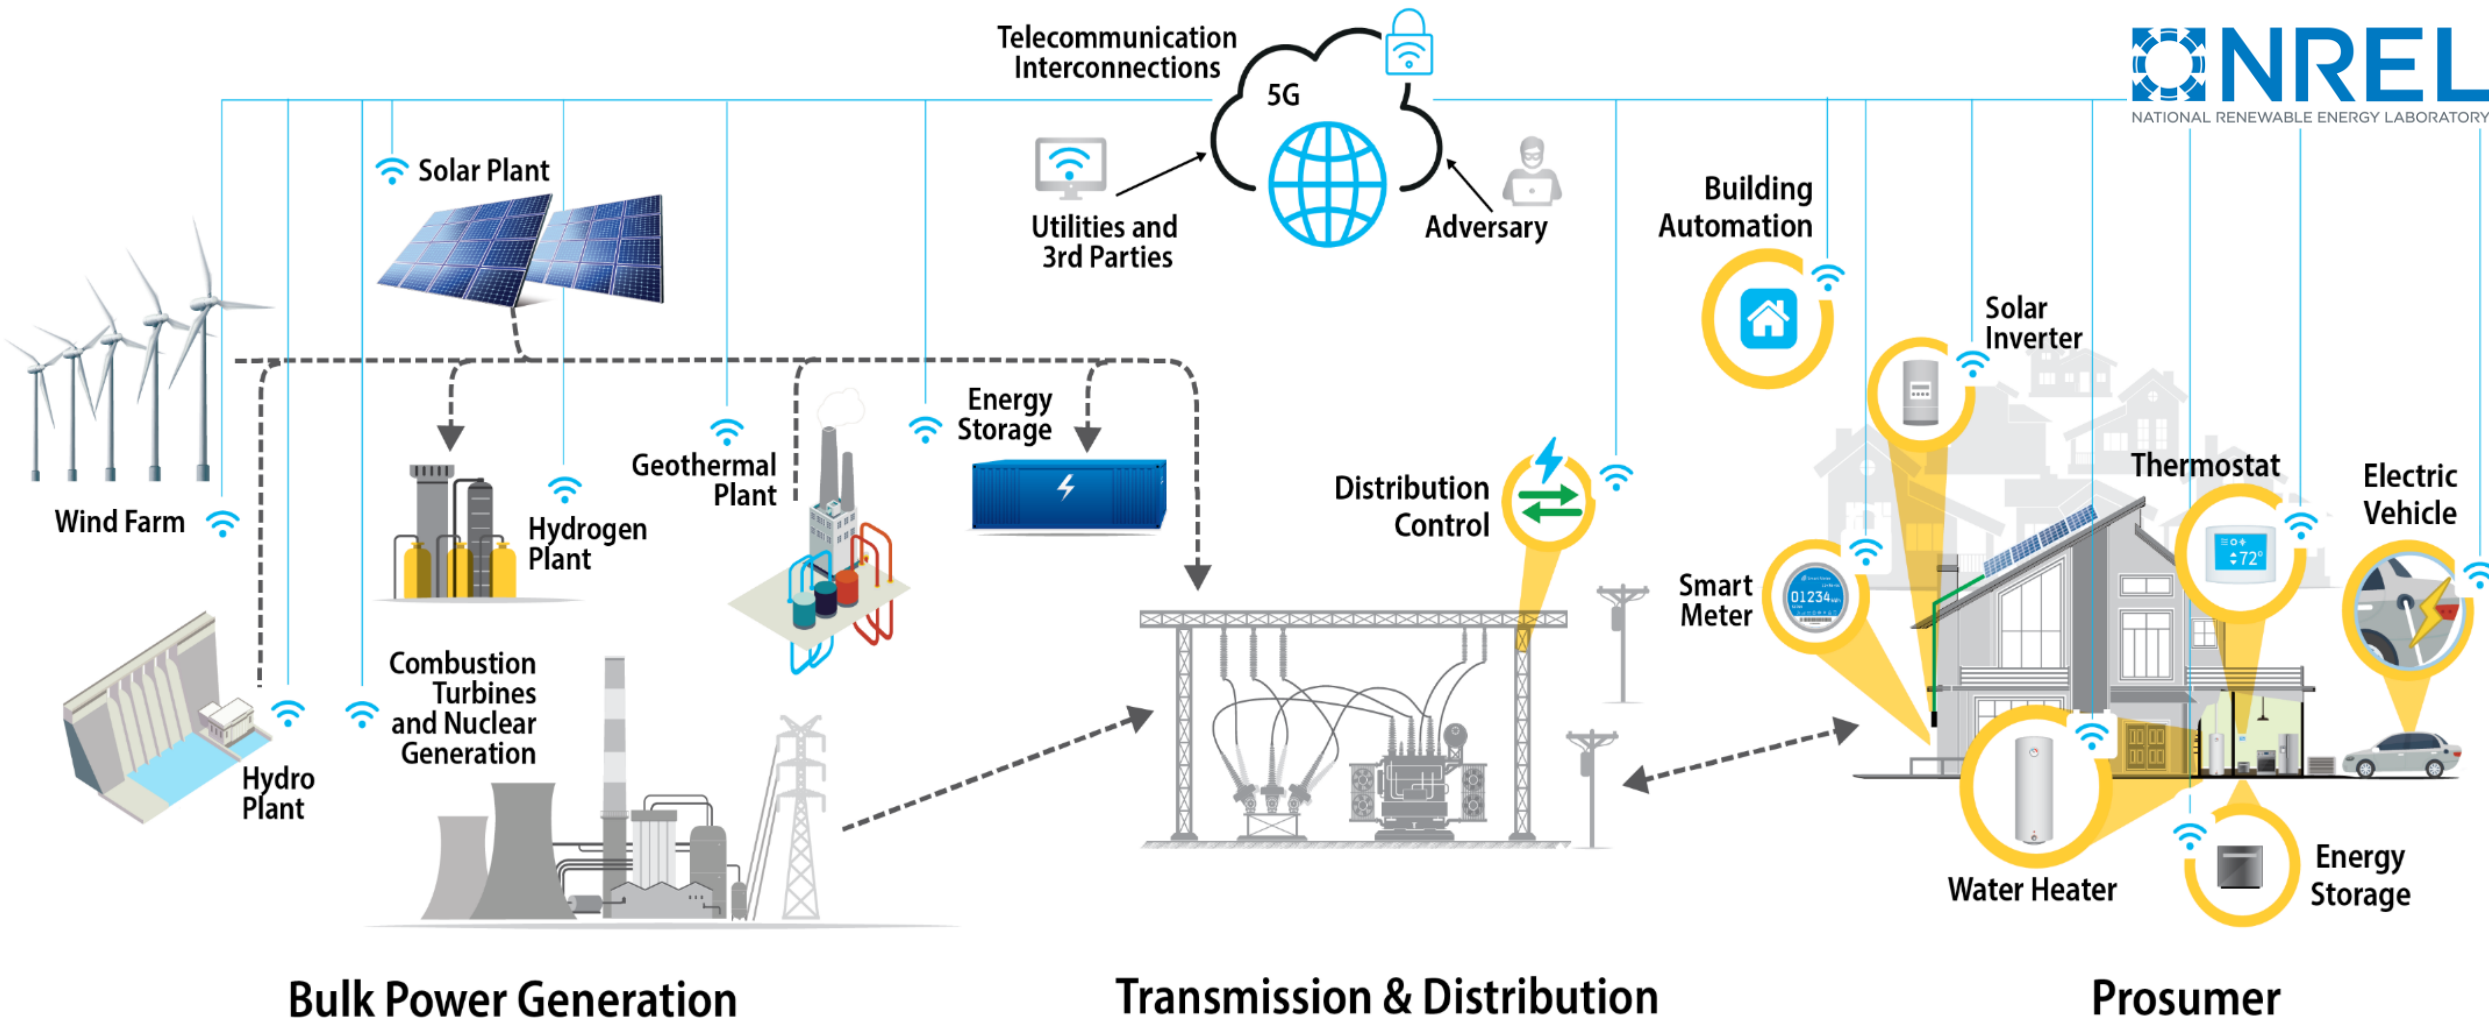 Telecommunication
Interconnections
5G
NREL
NATIONAL RENEWABLE ENERGY LABORATORY
Solar Plant
Utilities and
3rd Parties
Adversary
Building
Automation
Solar
Inverter
Energy
Storage
Geothermal
Plant
Distribution
Control
Thermostat
72°
Electric
Vehicle
Wind Farm
Hydrogen
Plant
Smart
Meter
01234
Combustion
Turbines
and Nuclear
Generation
Hydro
Plant
Water Heater
Energy
Storage
Bulk Power Generation
Transmission & Distribution
Prosumer